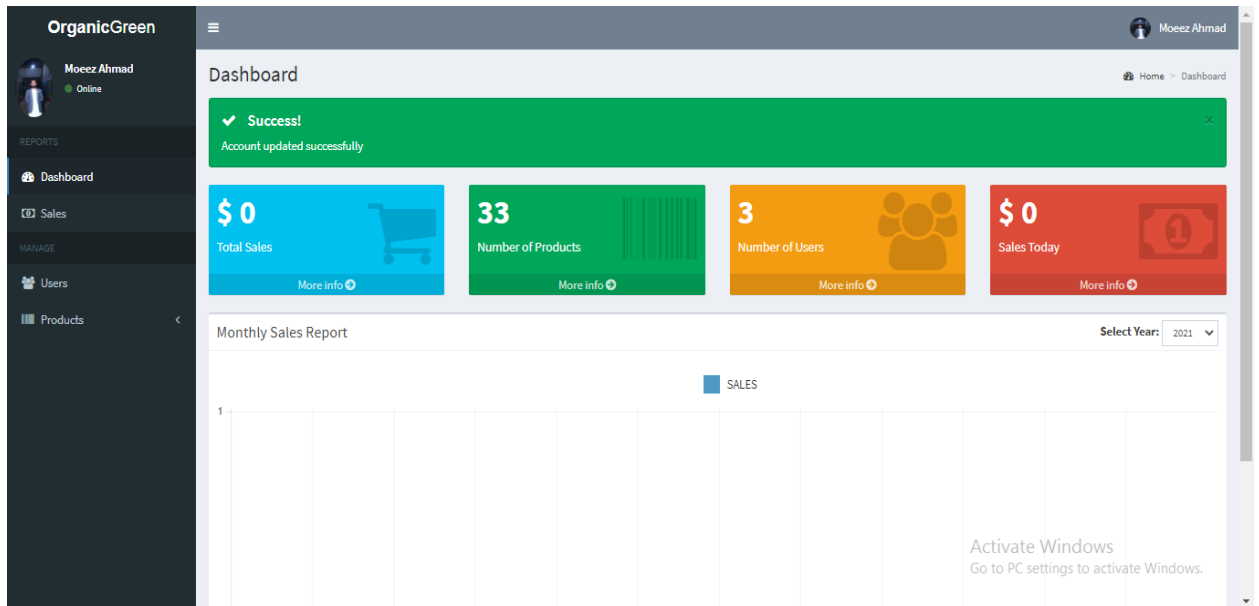 OrganicGreen
Moeez Ahmad
Moeez Ahmad
Online
REPORTS
Dashboard
Sales
MANAGE
Users
Products
Dashboard
Home > Dashboard
Success!
×
Account updated successfully
$ 0
Total Sales
More info
33
Number of Products
More info
3
Number of Users
More info
$ 0
1
Sales Today
More info
Monthly Sales Report
Select Year: 2021
SALES
1
Activate Windows
Go to PC settings to activate Windows.